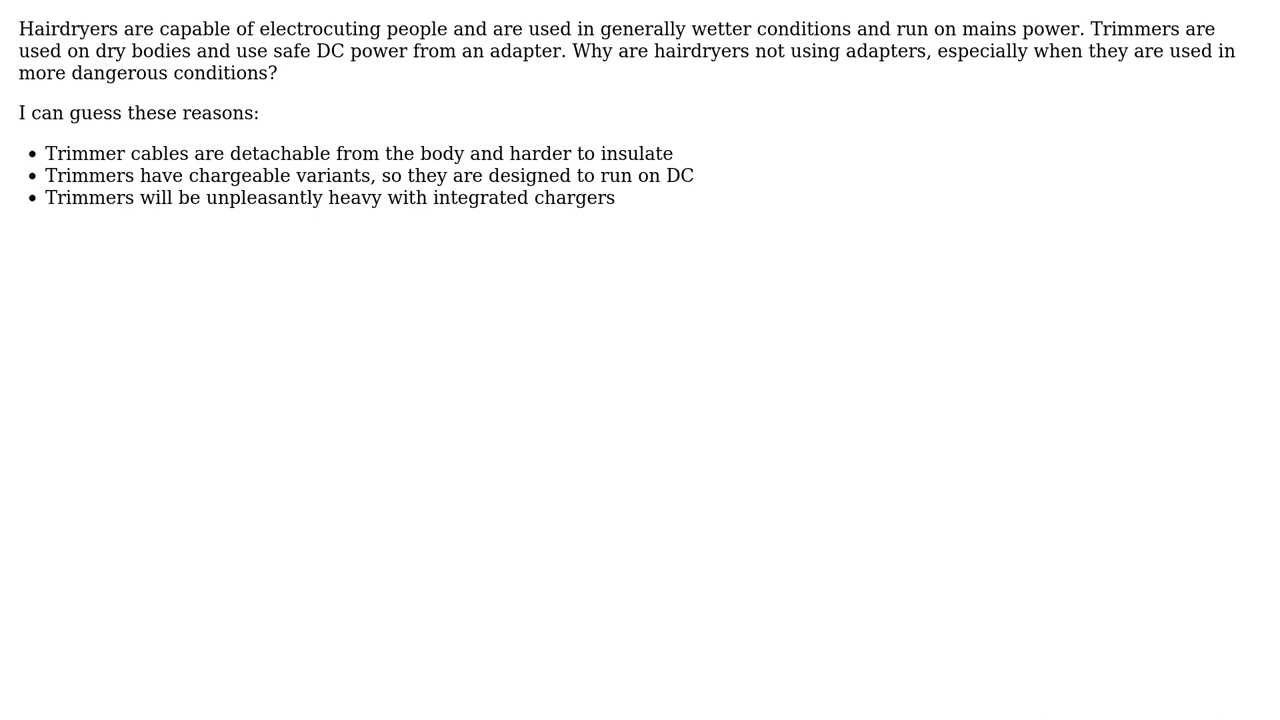 Hairdryers are capable of electrocuting people and are used in generally wetter conditions and run on mains power. Trimmers are
used on dry bodies and use safe DC power from an adapter. Why are hairdryers not using adapters, especially when they are used in
more dangerous conditions?
I can guess these reasons:
• Trimmer cables are detachable from the body and harder to insulate
• Trimmers have chargeable variants, so they are designed to run on DC
• Trimmers will be unpleasantly heavy with integrated chargers